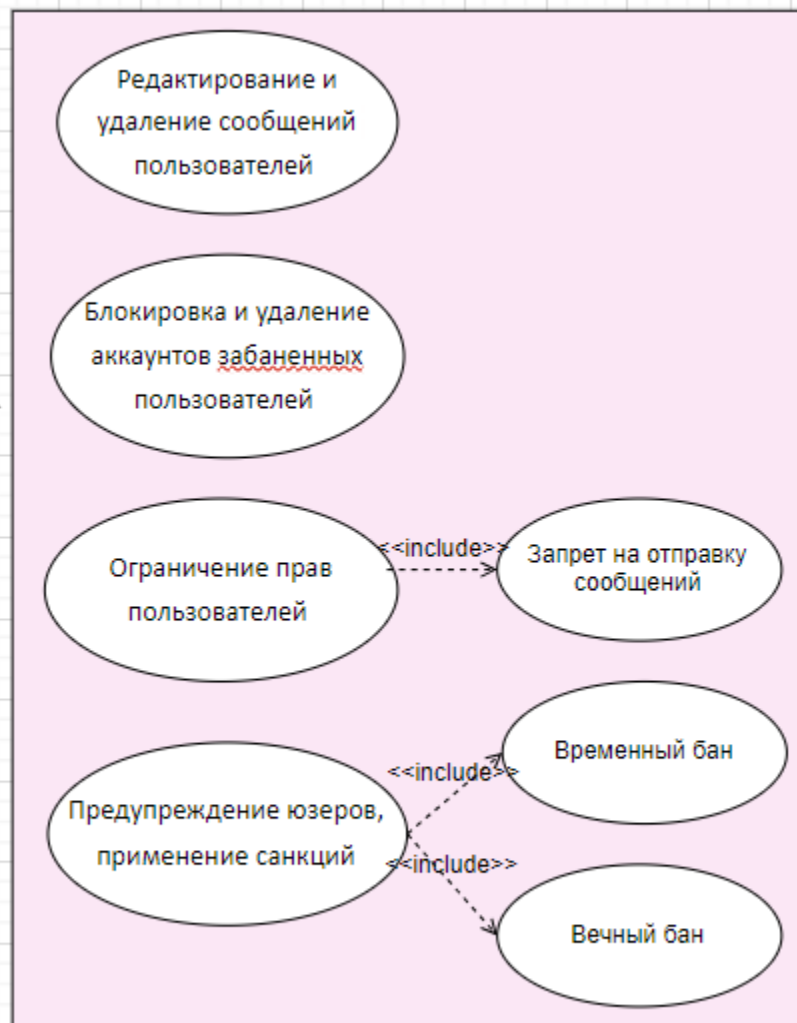 Редактирование и
удаление сообщений
пользователей
Блокировка и удаление
аккаунтов забаненных
пользователей
Ограничение прав
пользователей
<<include>>
Запрет на отправку
сообщений
Предупреждение юзеров,
применение санкций
<<include>>
Временный бан
<<include>>
Вечный бан